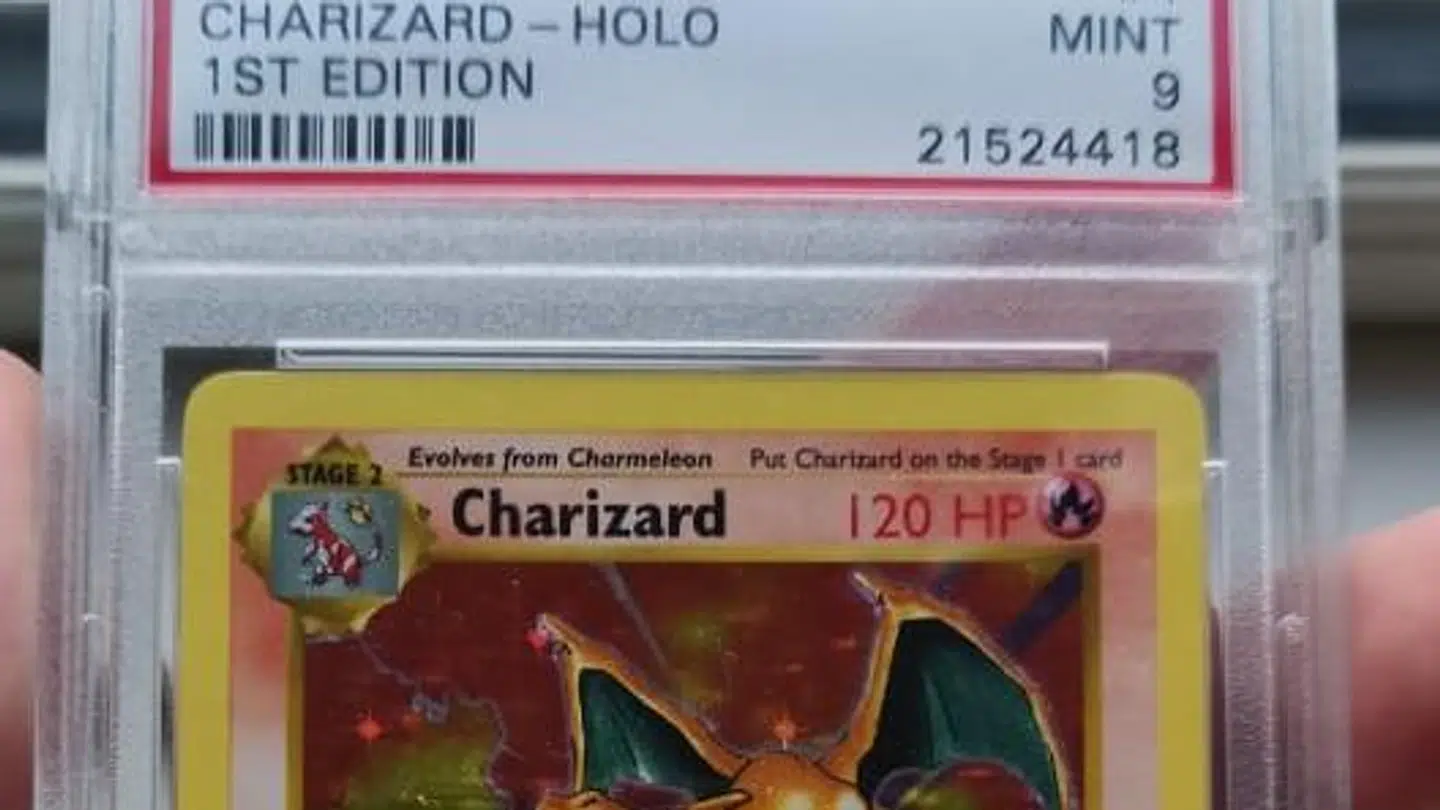 CHARIZARD – HOLO MINT
1ST EDITION 9
21524418
Evolves from Charmeleon Put Charizard on the Stage 1 card
STAGE 2
Charizard 120 HP